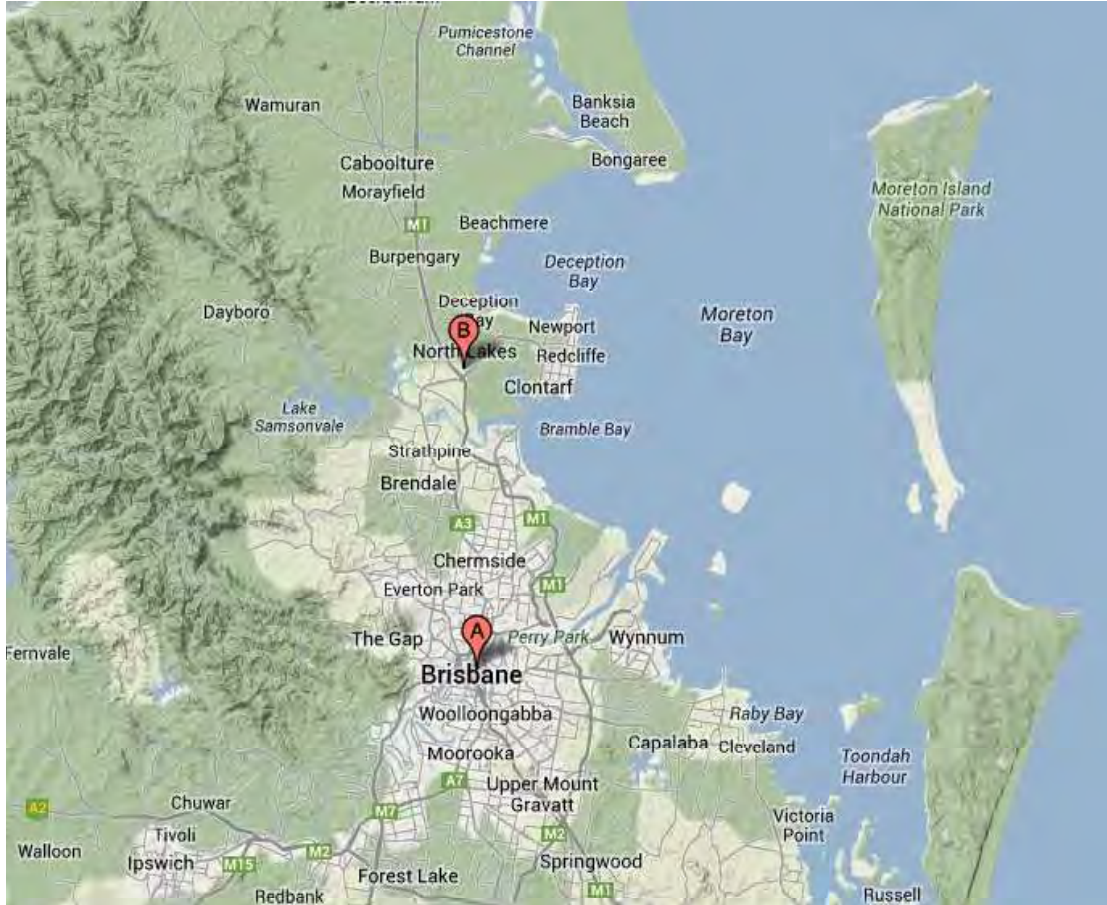 Pumicestone
Channel
Wamuran
Banksia
Beach
Caboolture
Bongaree
Morayfield
Moreton Island
National Park
M1
Beachmere
Burpengary
Deception
Bay
Dayboro
Deception
Bay
Newport
Moreton
Bay
B
North Lakes
Redcliffe
Clontarf
Lake
Samsonvale
Bramble Bay
Strathpine
Brendale
A3
M1
Chermside
Everton Park
M1
A
The Gap
Perry Park
Wynnum
Fernvale
Brisbane
Woolloongabba
Raby Bay
Moorooka
Capalaba
Cleveland
Toondah
Harbour
A7
Upper Mount
Gravatt
A2
Chuwar
M7
Victoria
Point
Tivoli
M2
Walloon
Ipswich
M15
M2
Springwood
Forest Lake
M1
Redbank
Russell